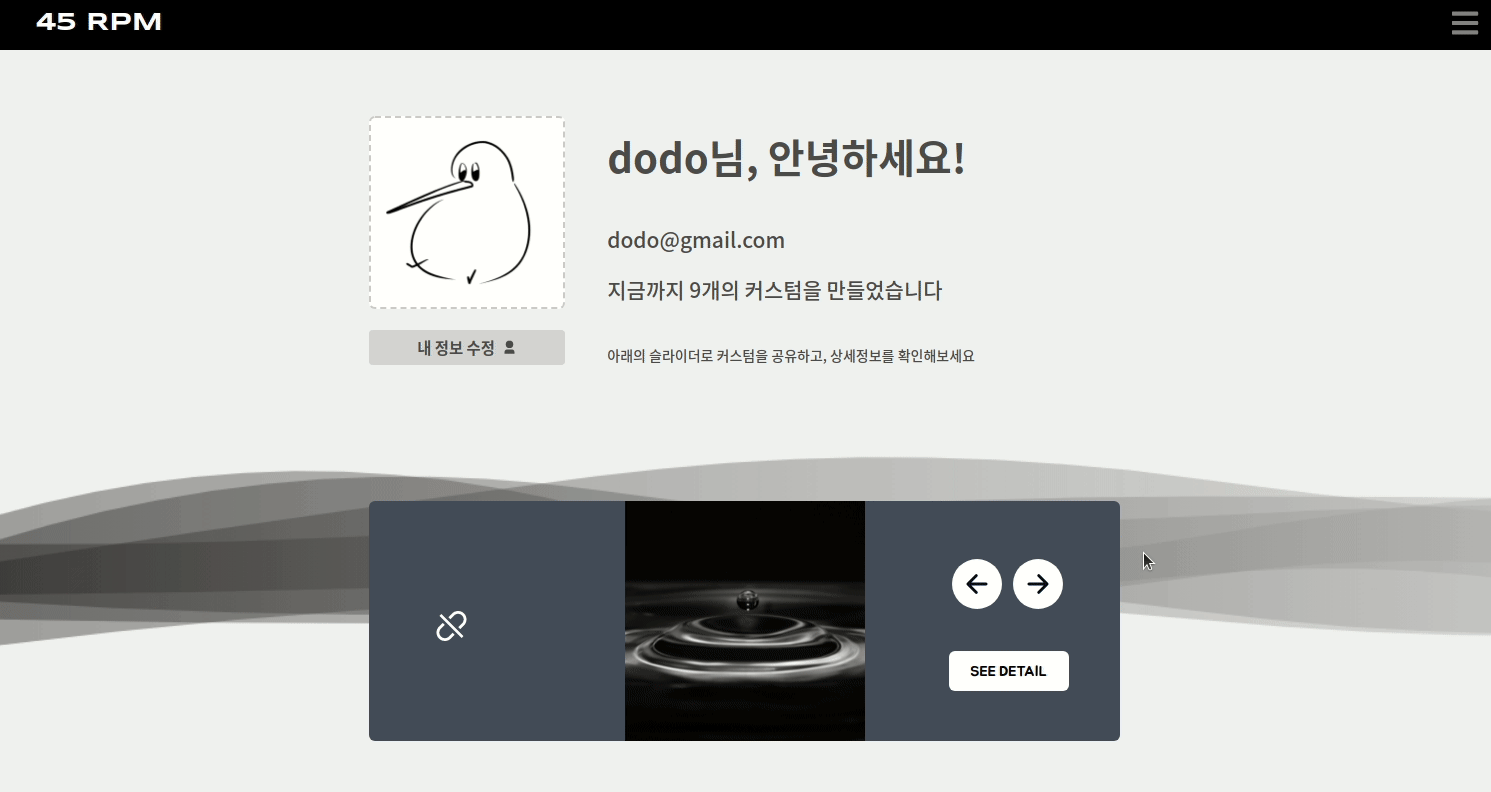 45 RPM
dodo님, 안녕하세요!
dodo@gmail.com
지금까지 9개의 커스텀을 만들었습니다
내 정보 수정
아래의 슬라이더로 커스텀을 공유하고, 상세정보를 확인해보세요
SEE DETAIL